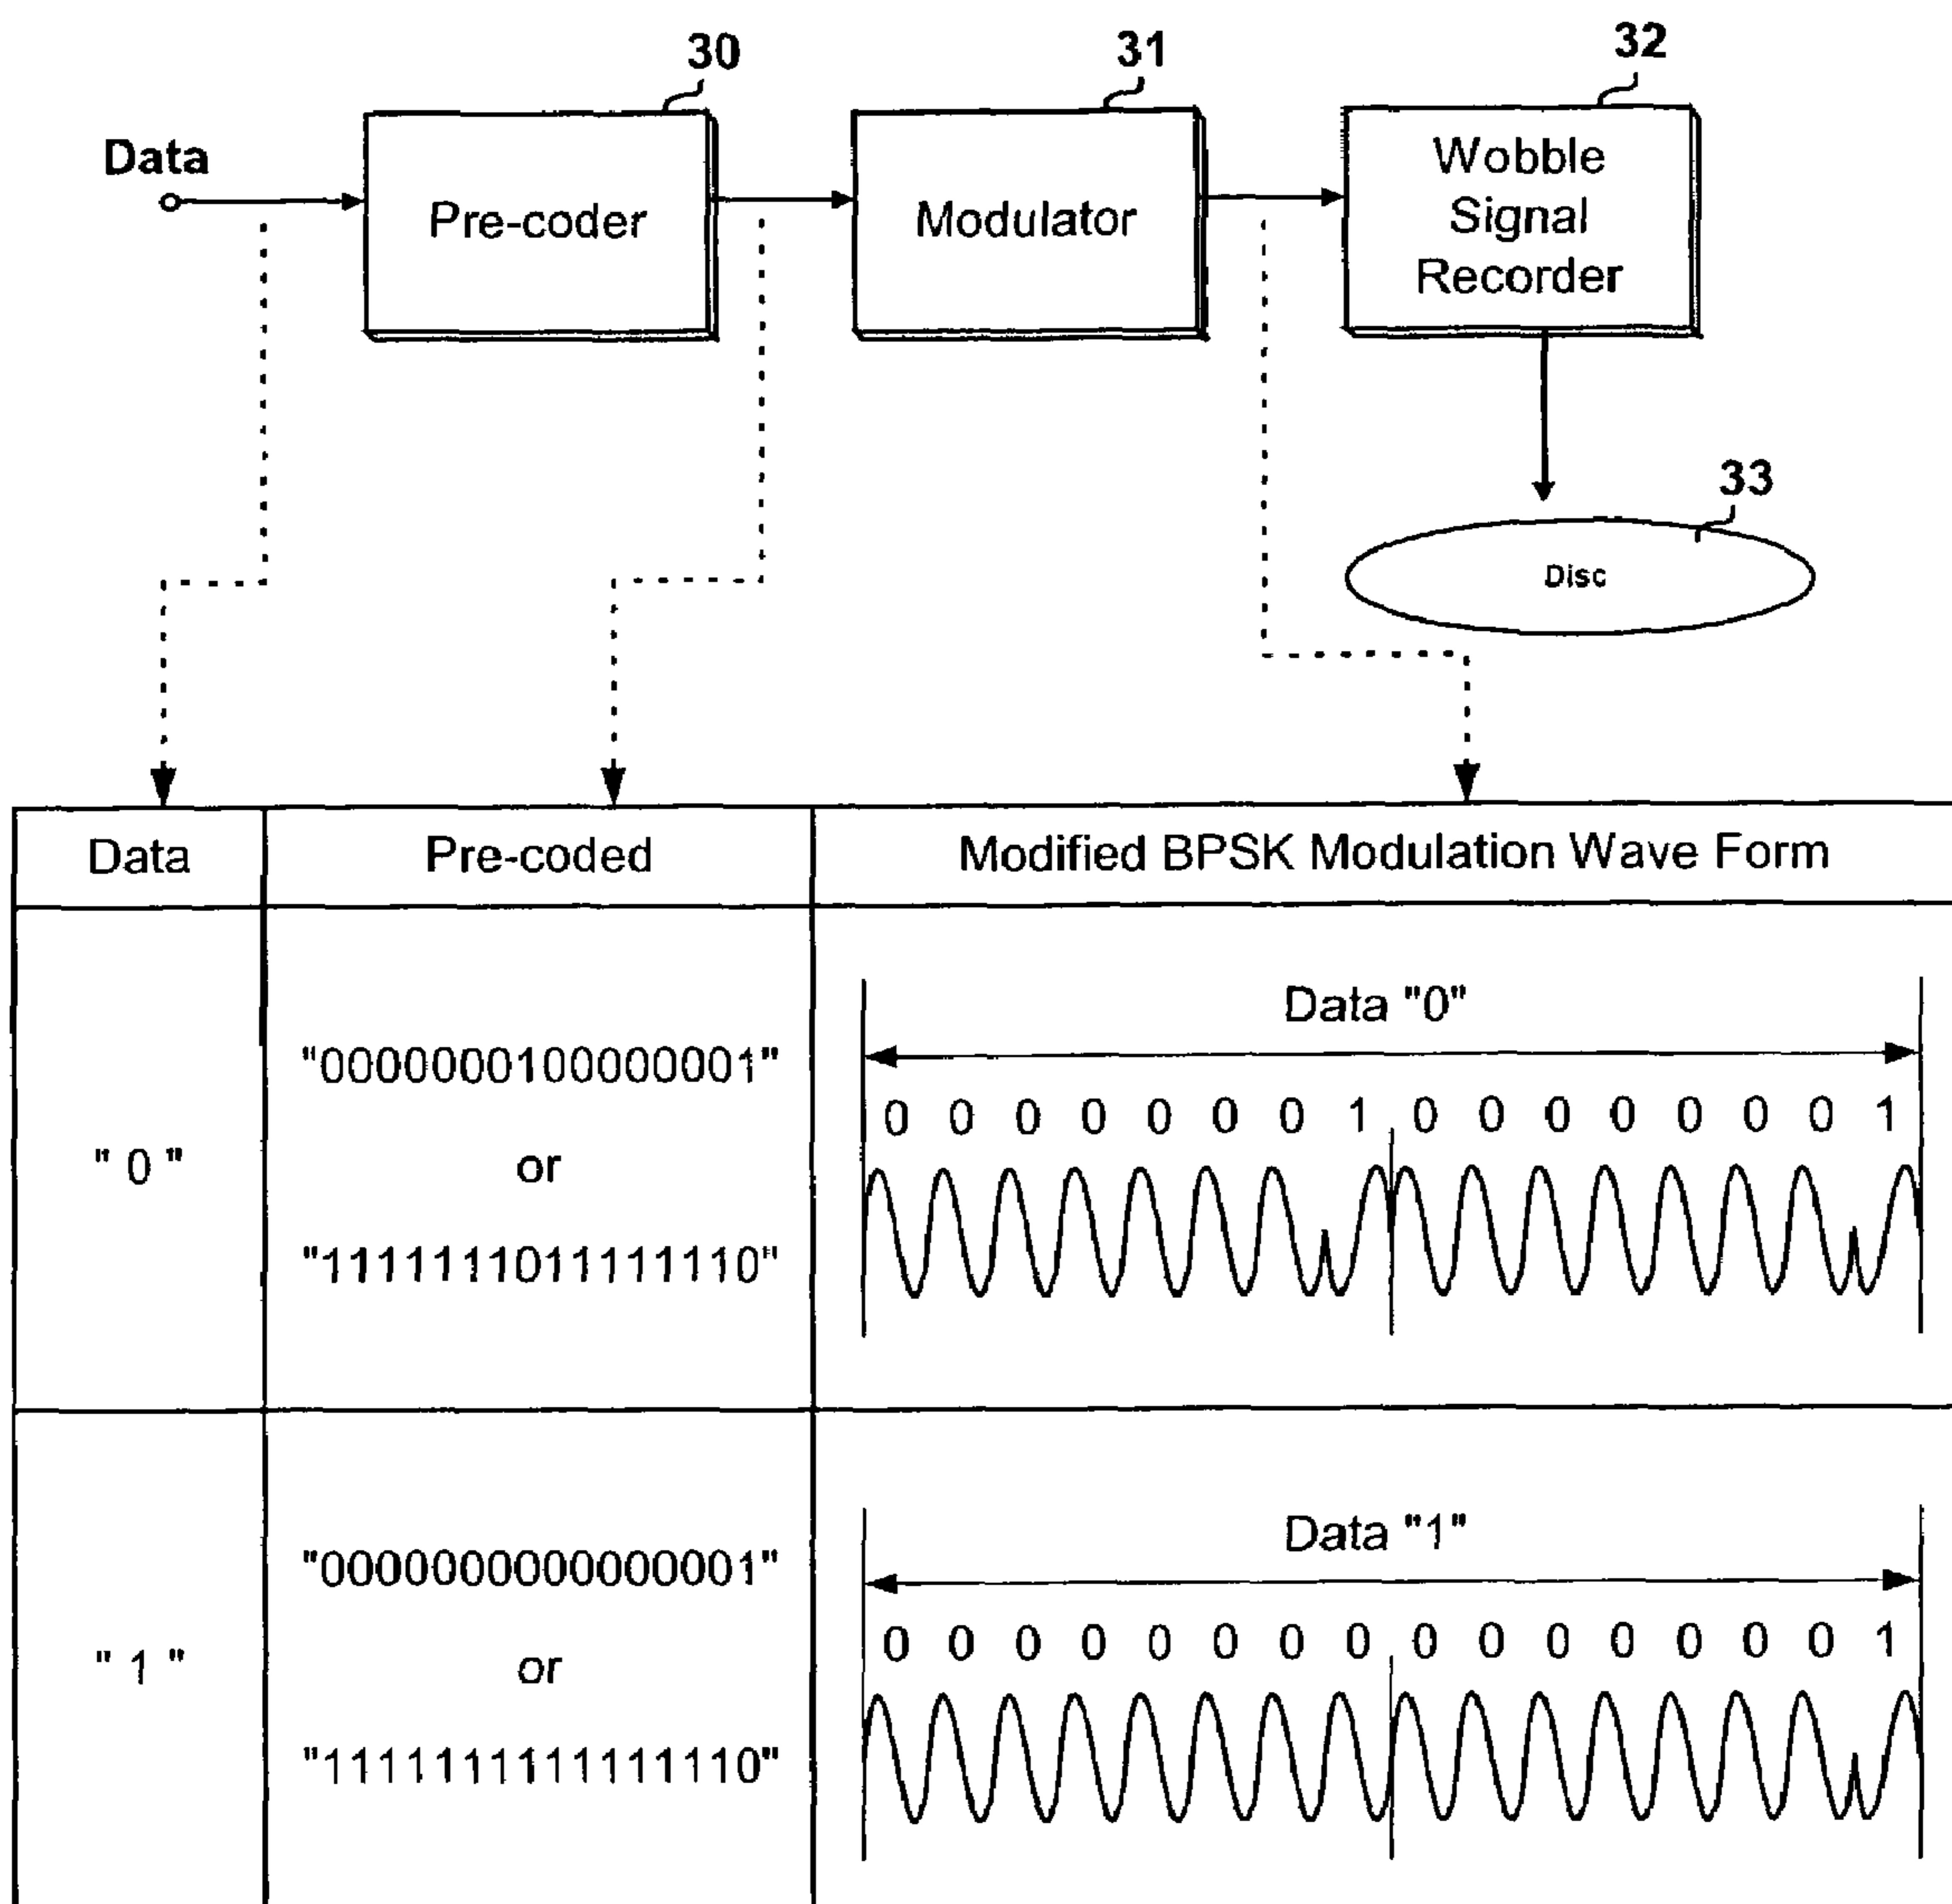 30
31
32
Data
Pre-coder
Modulator
Wobble
Signal
Recorder
33
Disc
Data
Pre-coded
Modified BPSK Modulation Wave Form
" 0 "
"0000000100000001"
or
"1111111011111110"
Data "0"
0 0 0 0 0 0 0 1 0 0 0 0 0 0 0 1
" 1 "
"0000000000000001"
or
"1111111111111110"
Data "1"
0 0 0 0 0 0 0 0 0 0 0 0 0 0 0 1